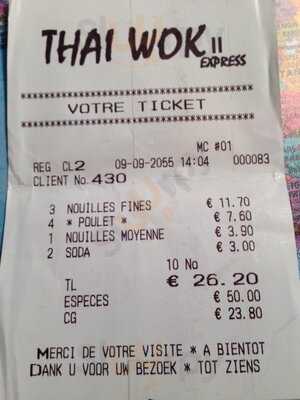 THAI WOK II
EXPRESS
*****************************
VOTRE TICKET
*****************************
MC #01
REG CL2 09-09-2055 14:04 000083
CLIENT No.430
3 NOUILLES FINES € 11.70
4 * POULET * € 7.60
1 NOUILLES MOYENNE € 3.90
2 SODA € 3.00
10 No
TL € 26.20
ESPECES € 50.00
CG € 23.80
MERCI DE VOTRE VISITE * A BIENTOT
DANK U VOOR UW BEZOEK * TOT ZIENS